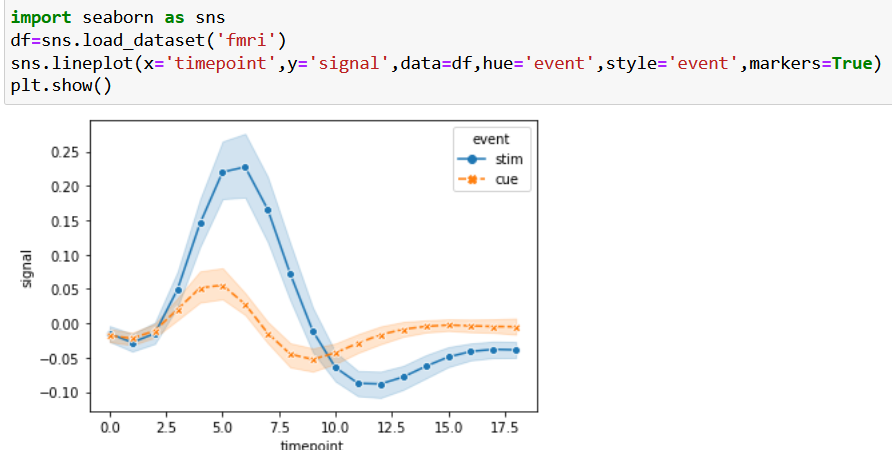 import seaborn as sns
df=sns.load_dataset('fmri')
sns.lineplot(x='timepoint',y='signal',data=df,hue='event',style='event',markers=True)
plt.show()
event
stim
cue
0.25
0.20
0.15
0.10
0.05
0.00
−0.05
−0.10
signal
0.0 2.5 5.0 7.5 10.0 12.5 15.0 17.5
timepoint